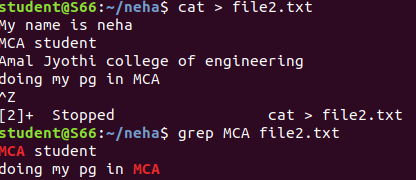 student@S66:~/neha$ cat > file2.txt
My name is neha
MCA student
Amal Jyothi college of engineering
doing my pg in MCA
^Z
[2]+  Stopped                 cat > file2.txt
student@S66:~/neha$ grep MCA file2.txt
MCA student
doing my pg in MCA